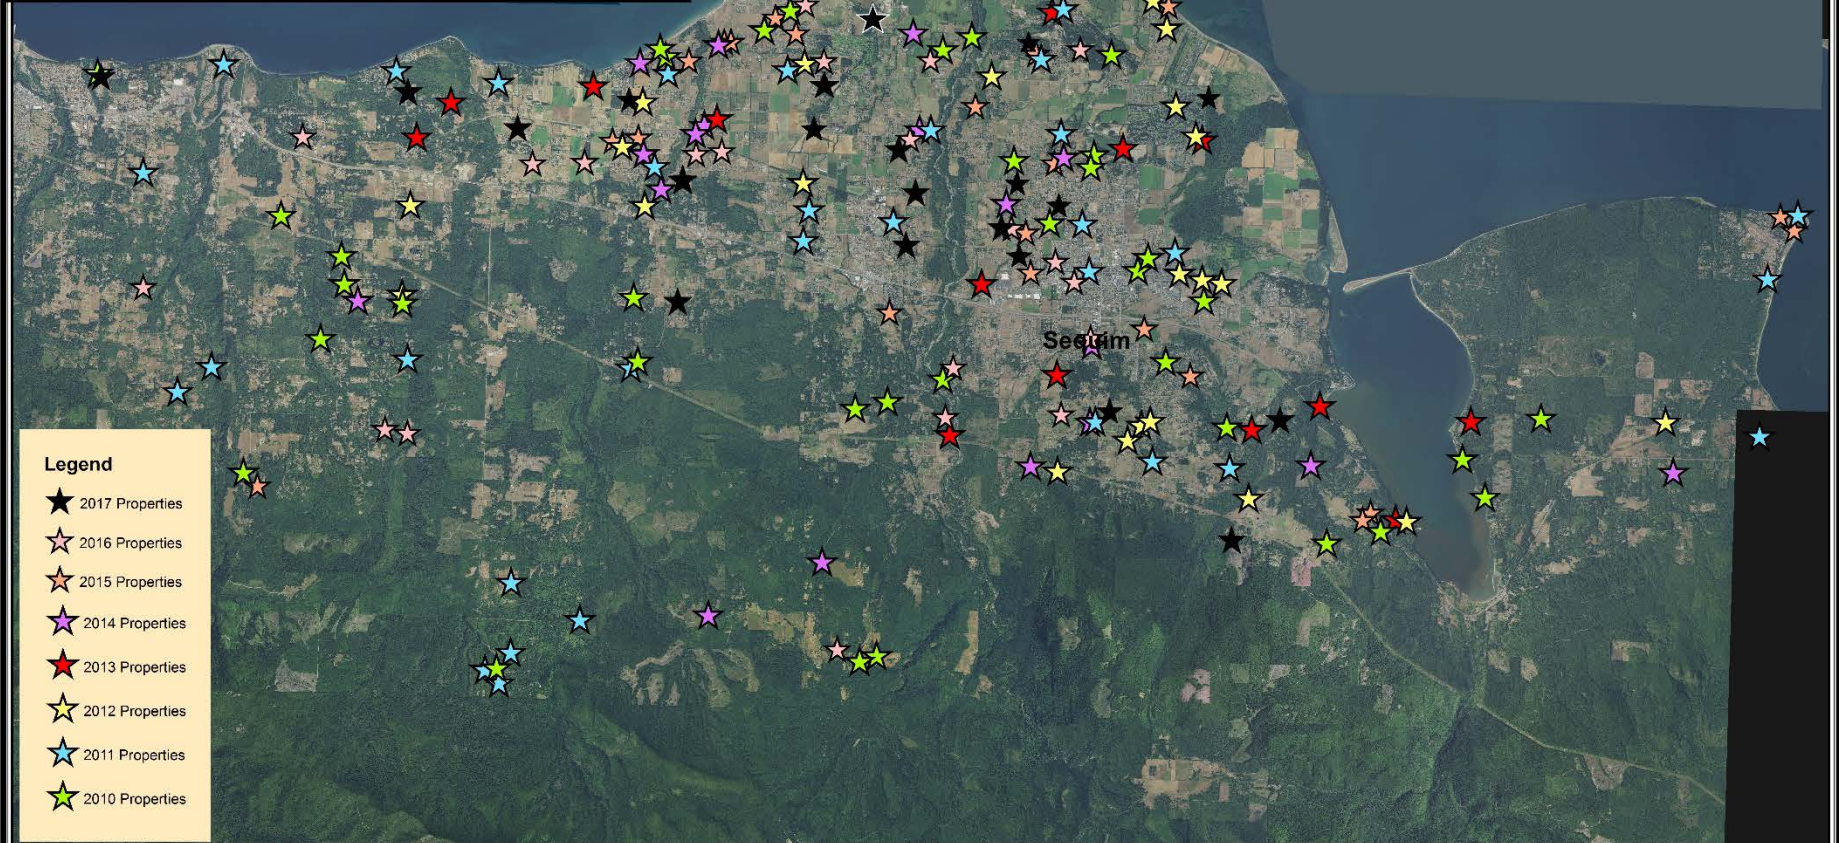 Sequim
Legend
2017 Properties
2016 Properties
2015 Properties
2014 Properties
2013 Properties
2012 Properties
2011 Properties
2010 Properties